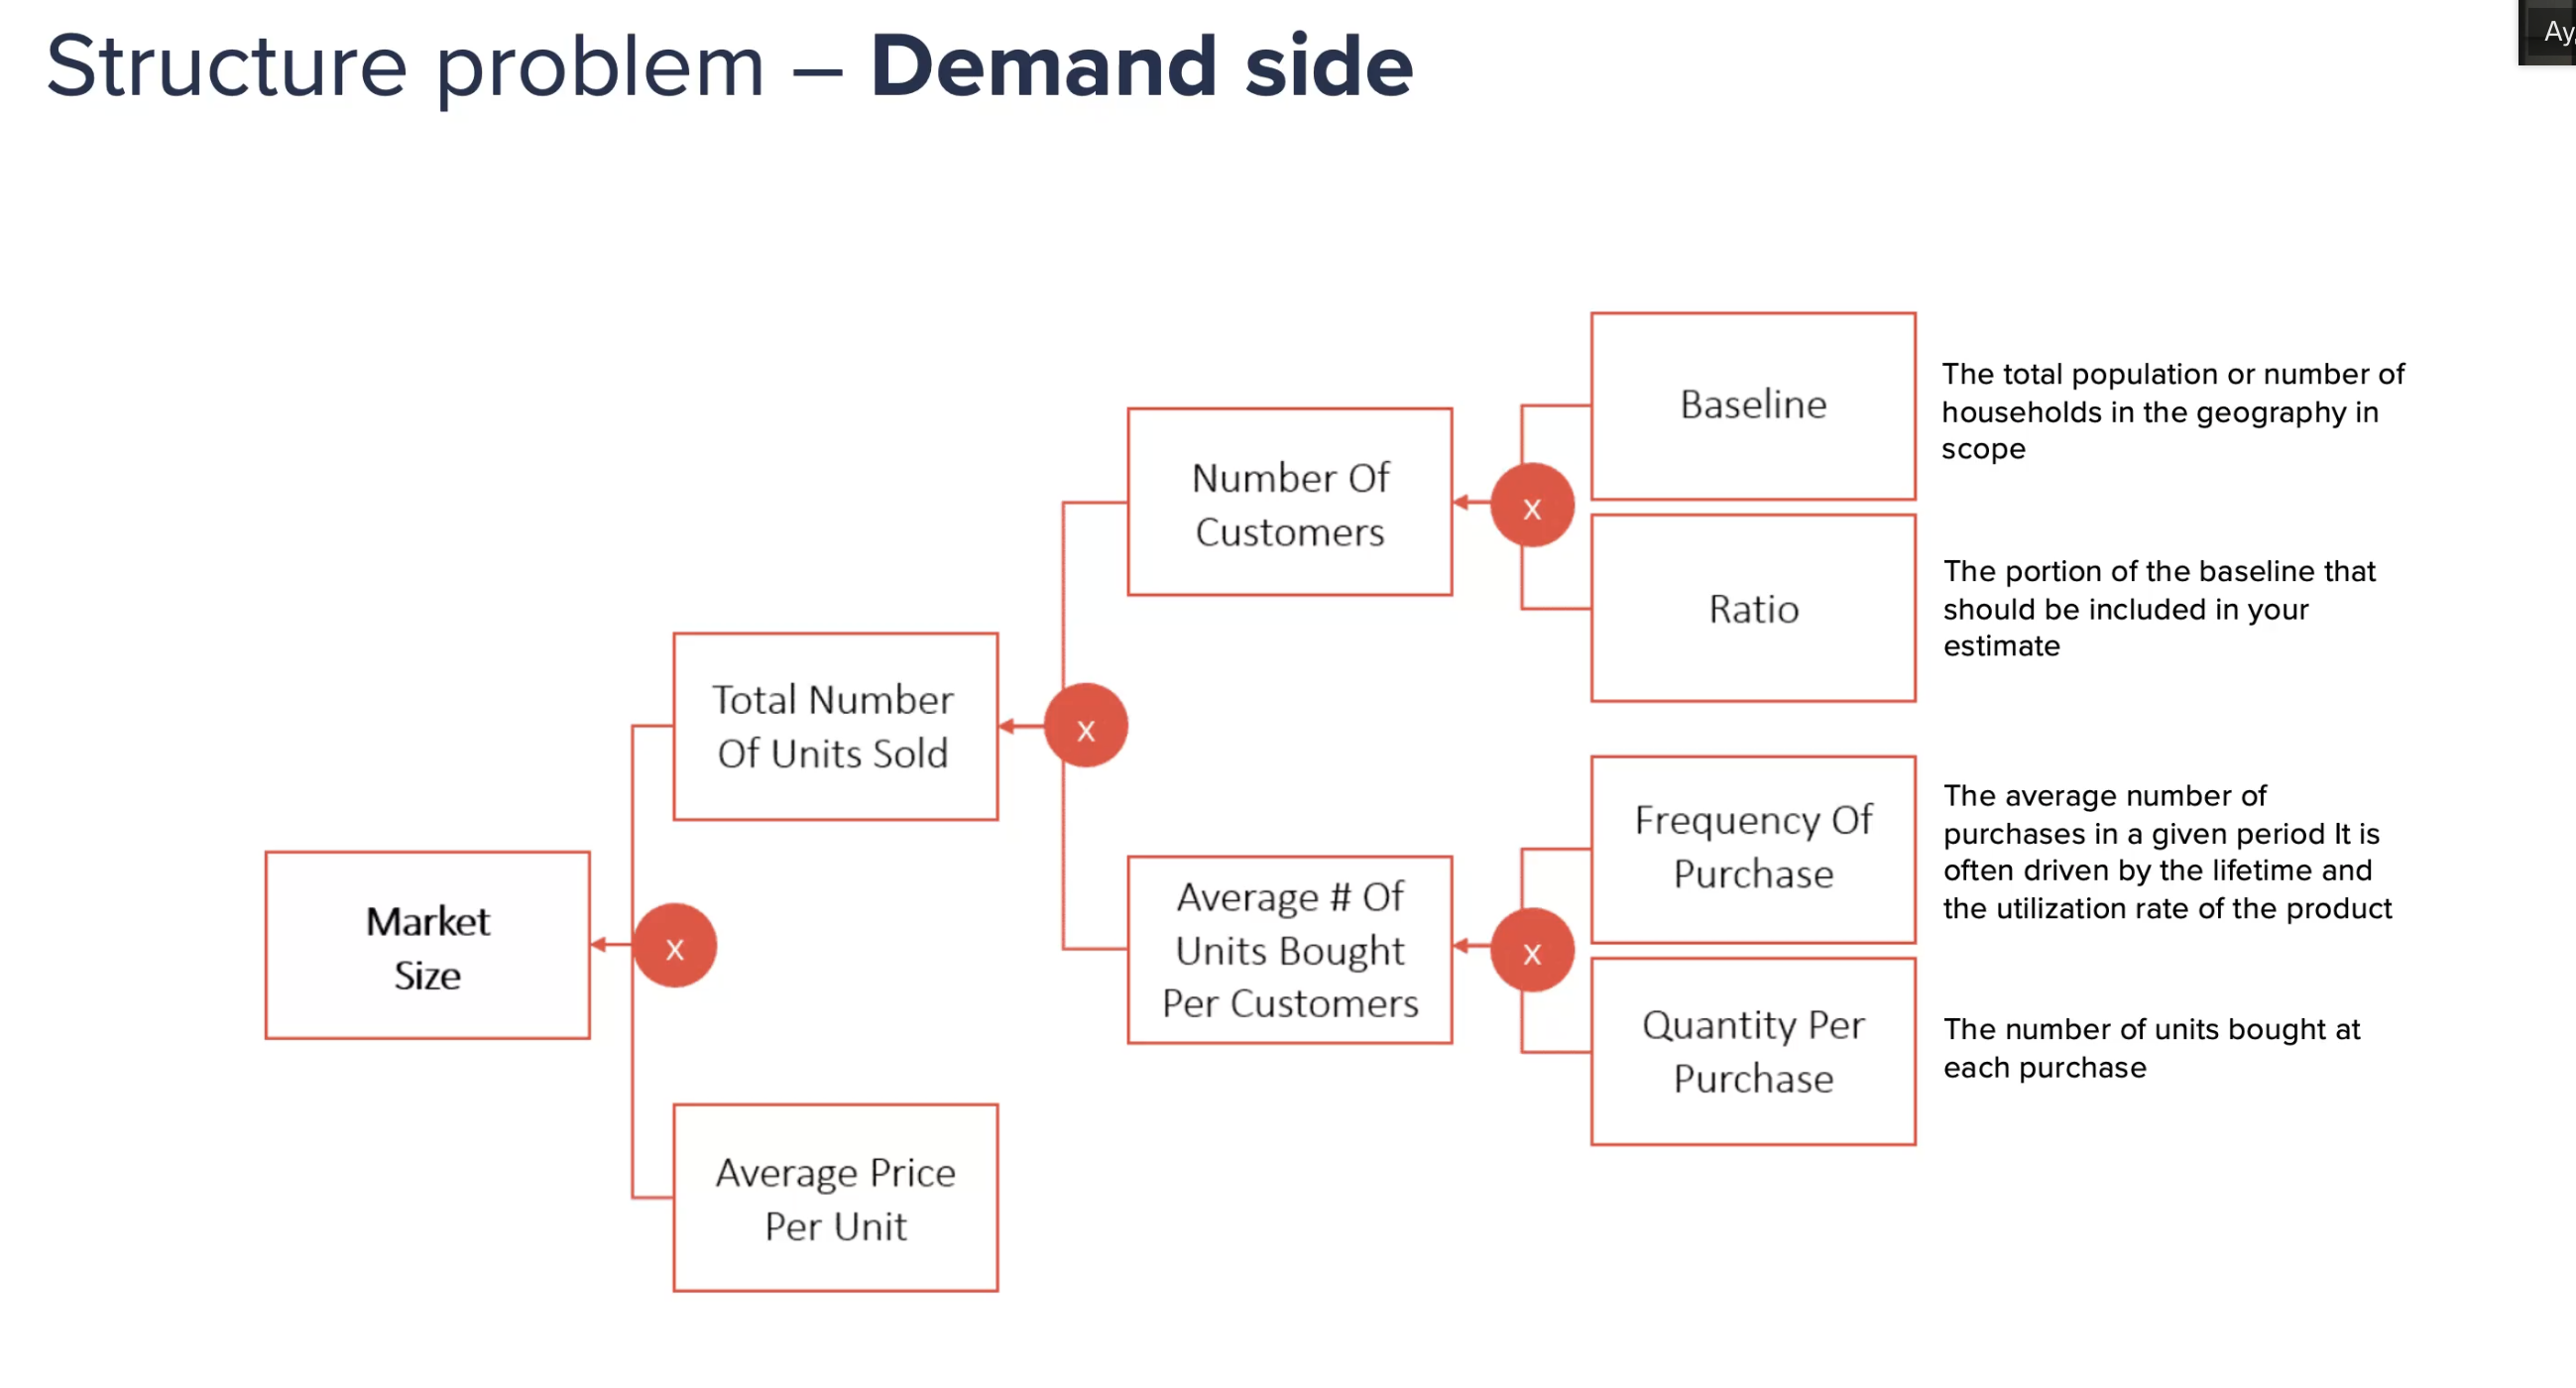 Structure problem – Demand side
Ay
Baseline
The total population or number of
households in the geography in
scope
Number Of
Customers
x
Ratio
The portion of the baseline that
should be included in your
estimate
Total Number
Of Units Sold
x
Frequency Of
Purchase
The average number of
purchases in a given period It is
often driven by the lifetime and
the utilization rate of the product
Market
Size
x
Average # Of
Units Bought
Per Customers
x
Quantity Per
Purchase
The number of units bought at
each purchase
Average Price
Per Unit